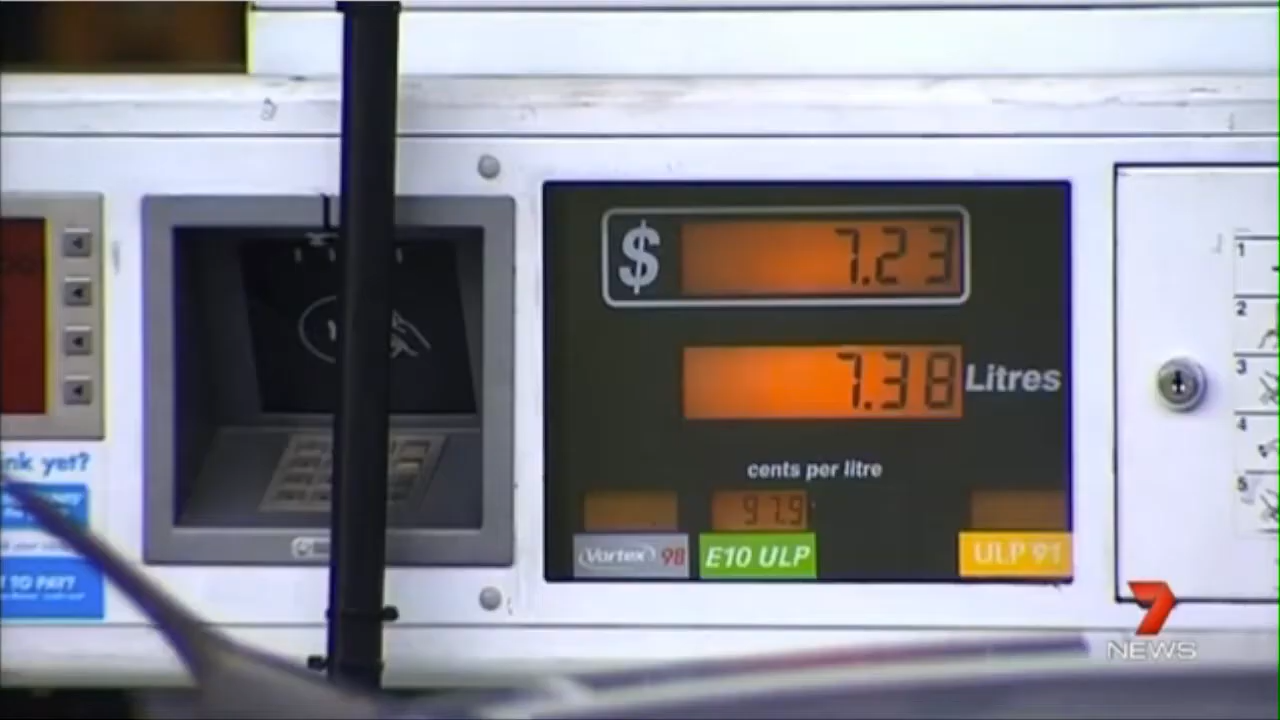 $ 7.23
7.38 Litres
cents per litre
97.9
Vortex 98 E10 ULP ULP 91
nk yet?
TO PAY?
1
2
3
4
5
7
NEWS